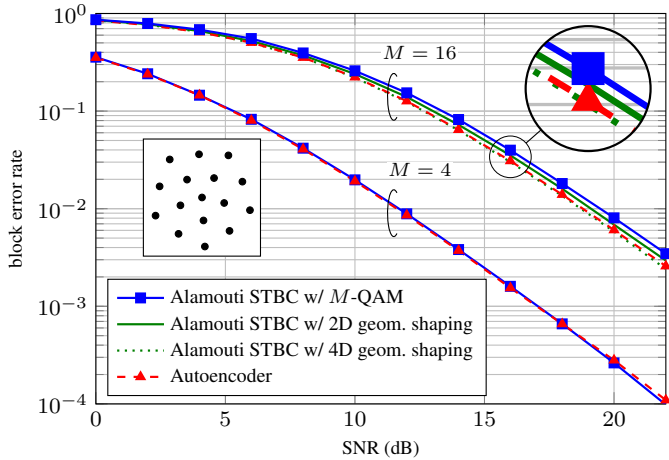 10^0
M = 16
10^−1
M = 4
block error rate
10^−2
10^−3
Alamouti STBC w/ M-QAM
Alamouti STBC w/ 2D geom. shaping
Alamouti STBC w/ 4D geom. shaping
Autoencoder
10^−4
0 5 10 15 20
SNR (dB)